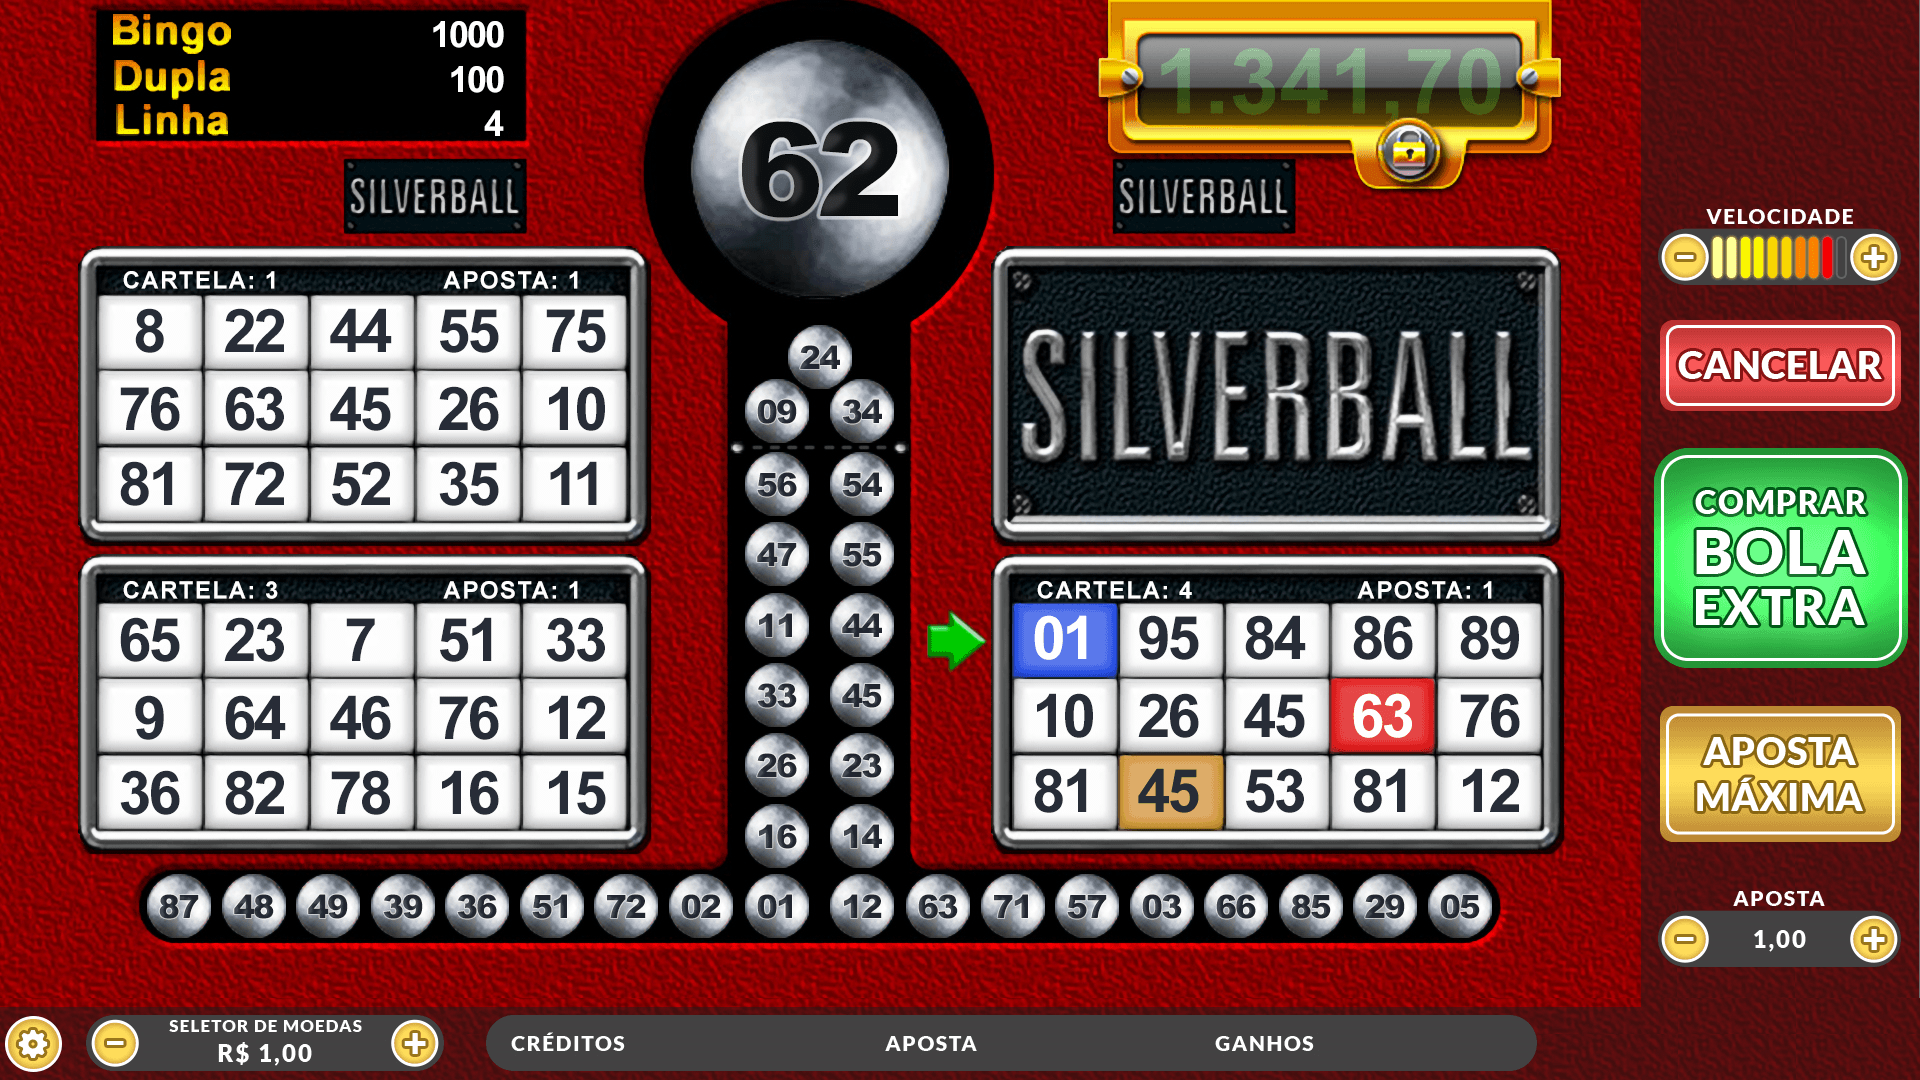 Bingo 1000
Dupla 100
Linha 4
62
1.341,70
SILVERBALL
SILVERBALL
VELOCIDADE
CARTELA: 1 APOSTA: 1
8 22 44 55 75
76 63 45 26 10
81 72 52 35 11
SILVERBALL
CANCELAR
COMPRAR
BOLA
EXTRA
24
09 34
56 54
47 55
11 44
33 45
26 23
16 14
CARTELA: 3 APOSTA: 1
65 23 7 51 33
9 64 46 76 12
36 82 78 16 15
CARTELA: 4 APOSTA: 1
01 95 84 86 89
10 26 45 63 76
81 45 53 81 12
APOSTA
MÁXIMA
87 48 49 39 36 51 72 02 01 12 63 71 57 03 66 85 29 05
APOSTA
1,00
SELETOR DE MOEDAS
R$ 1,00
CRÉDITOS APOSTA GANHOS